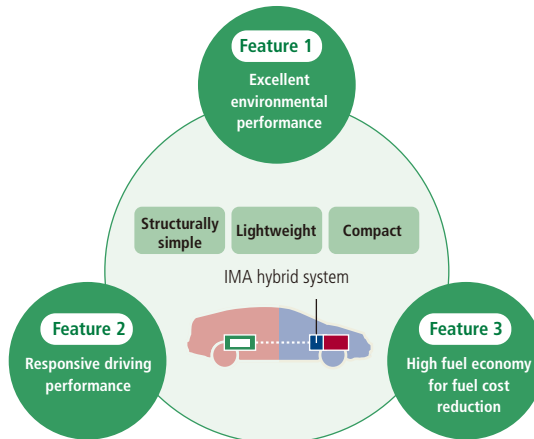 Feature 1
Excellent
environmental
performance
Structurally
simple
Lightweight
Compact
IMA hybrid system
Feature 2
Responsive driving
performance
Feature 3
High fuel economy
for fuel cost
reduction